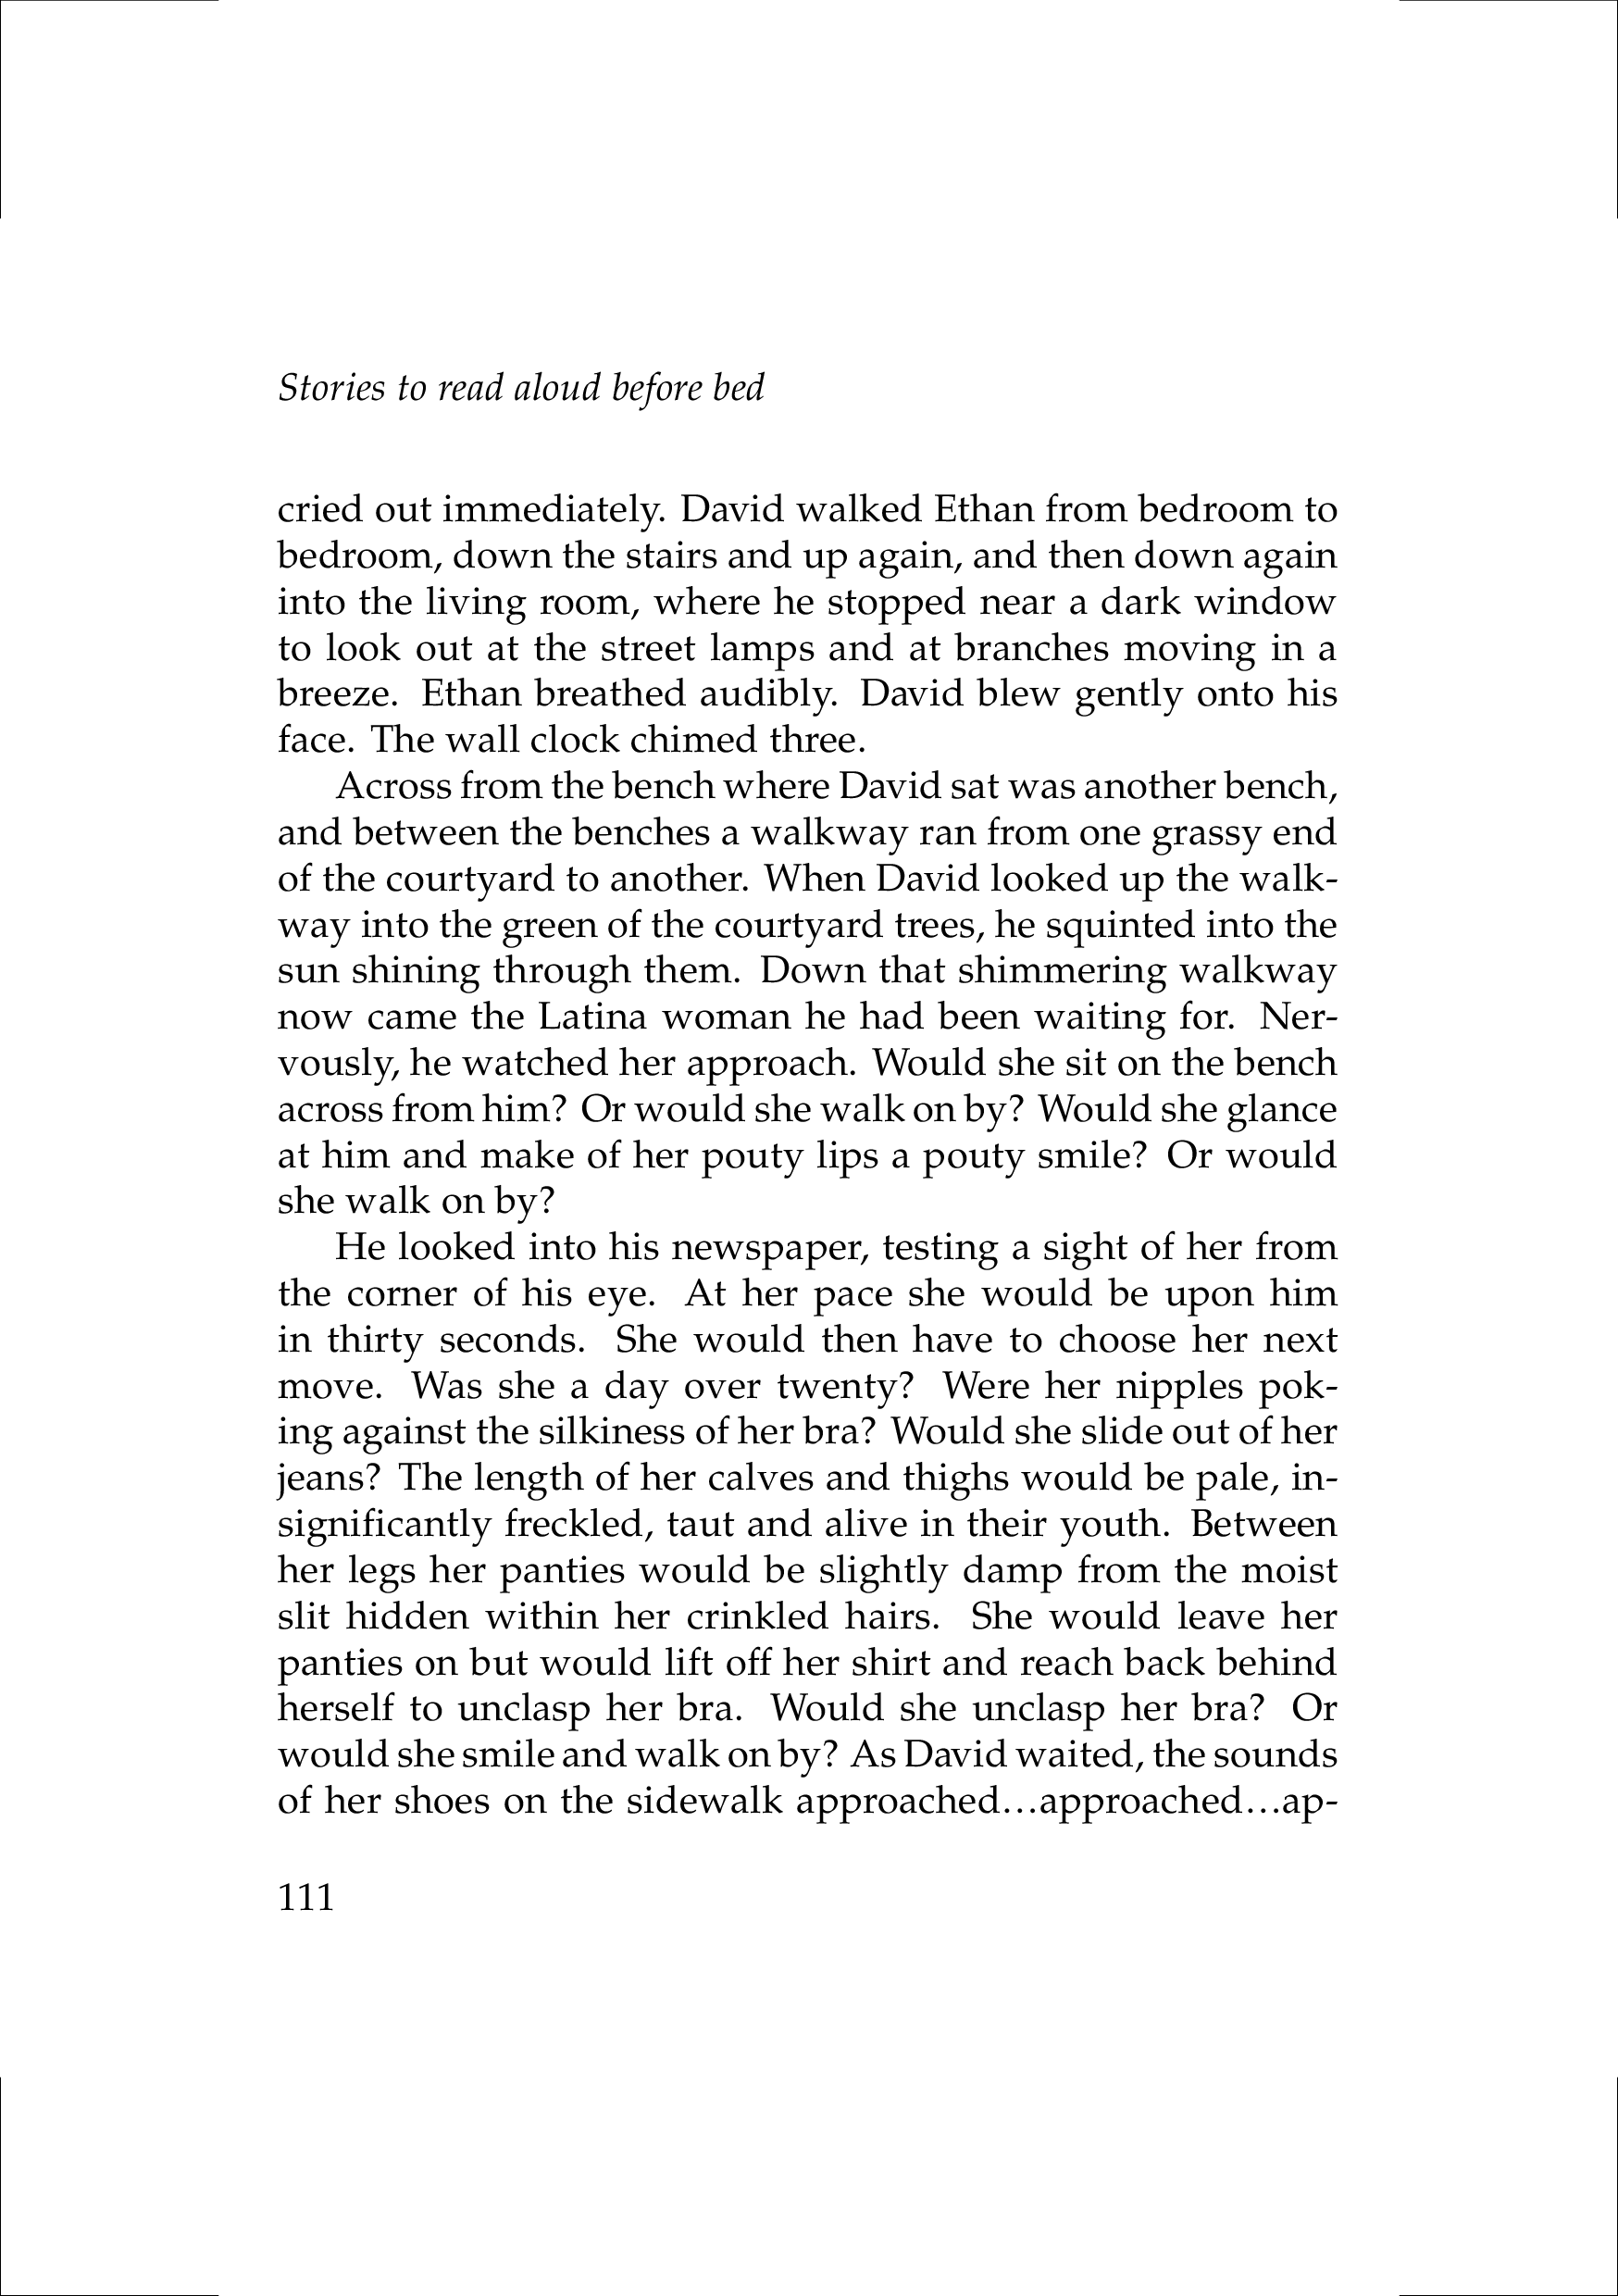 Stories to read aloud before bed
cried out immediately. David walked Ethan from bedroom to
bedroom, down the stairs and up again, and then down again
into the living room, where he stopped near a dark window
to look out at the street lamps and at branches moving in a
breeze. Ethan breathed audibly. David blew gently onto his
face. The wall clock chimed three.
Across from the bench where David sat was another bench,
and between the benches a walkway ran from one grassy end
of the courtyard to another. When David looked up the walk-
way into the green of the courtyard trees, he squinted into the
sun shining through them. Down that shimmering walkway
now came the Latina woman he had been waiting for. Ner-
vously, he watched her approach. Would she sit on the bench
across from him? Or would she walk on by? Would she glance
at him and make of her pouty lips a pouty smile? Or would
she walk on by?
He looked into his newspaper, testing a sight of her from
the corner of his eye. At her pace she would be upon him
in thirty seconds. She would then have to choose her next
move. Was she a day over twenty? Were her nipples pok-
ing against the silkiness of her bra? Would she slide out of her
jeans? The length of her calves and thighs would be pale, in-
significantly freckled, taut and alive in their youth. Between
her legs her panties would be slightly damp from the moist
slit hidden within her crinkled hairs. She would leave her
panties on but would lift off her shirt and reach back behind
herself to unclasp her bra. Would she unclasp her bra? Or
would she smile and walk on by? As David waited, the sounds
of her shoes on the sidewalk approached…approached…ap-
111